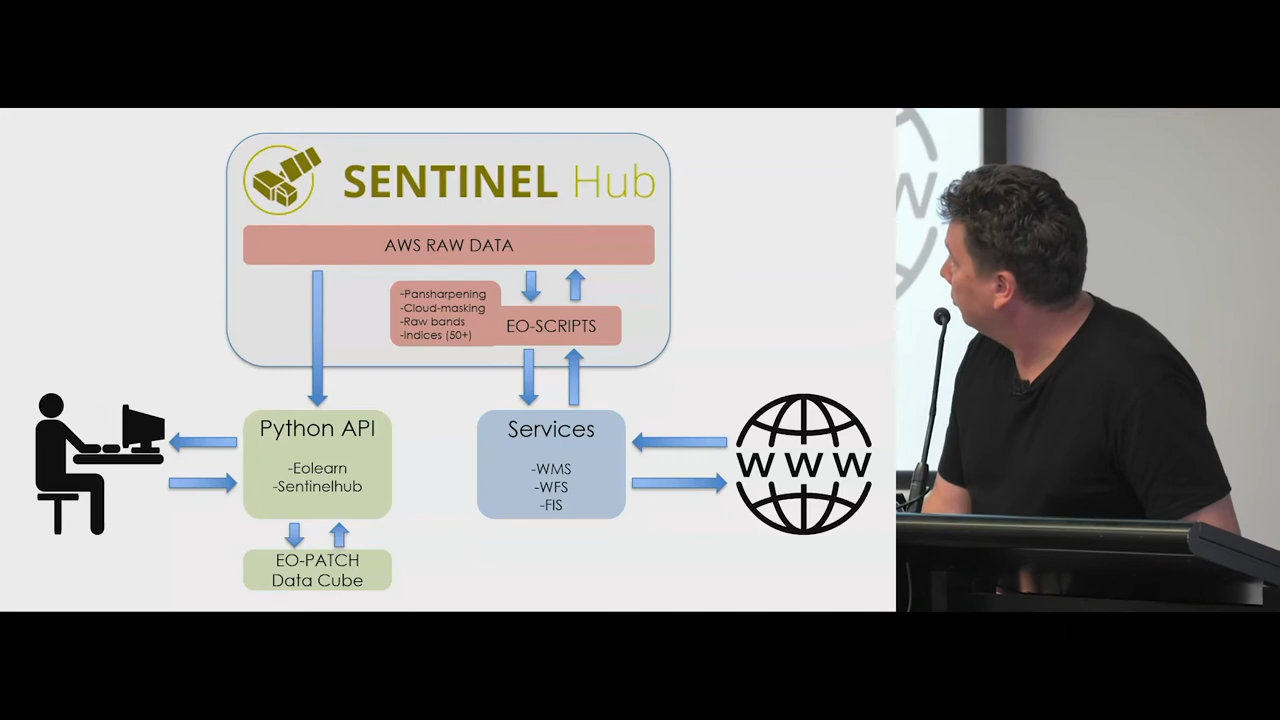 SENTINEL Hub
AWS RAW DATA
-Pansharpening
-Cloud-masking
-Raw bands
-Indices (50+)
EO-SCRIPTS
Python API
-Eolearn
-Sentinelhub
Services
-WMS
-WFS
-FIS
WWW
EO-PATCH
Data Cube
W